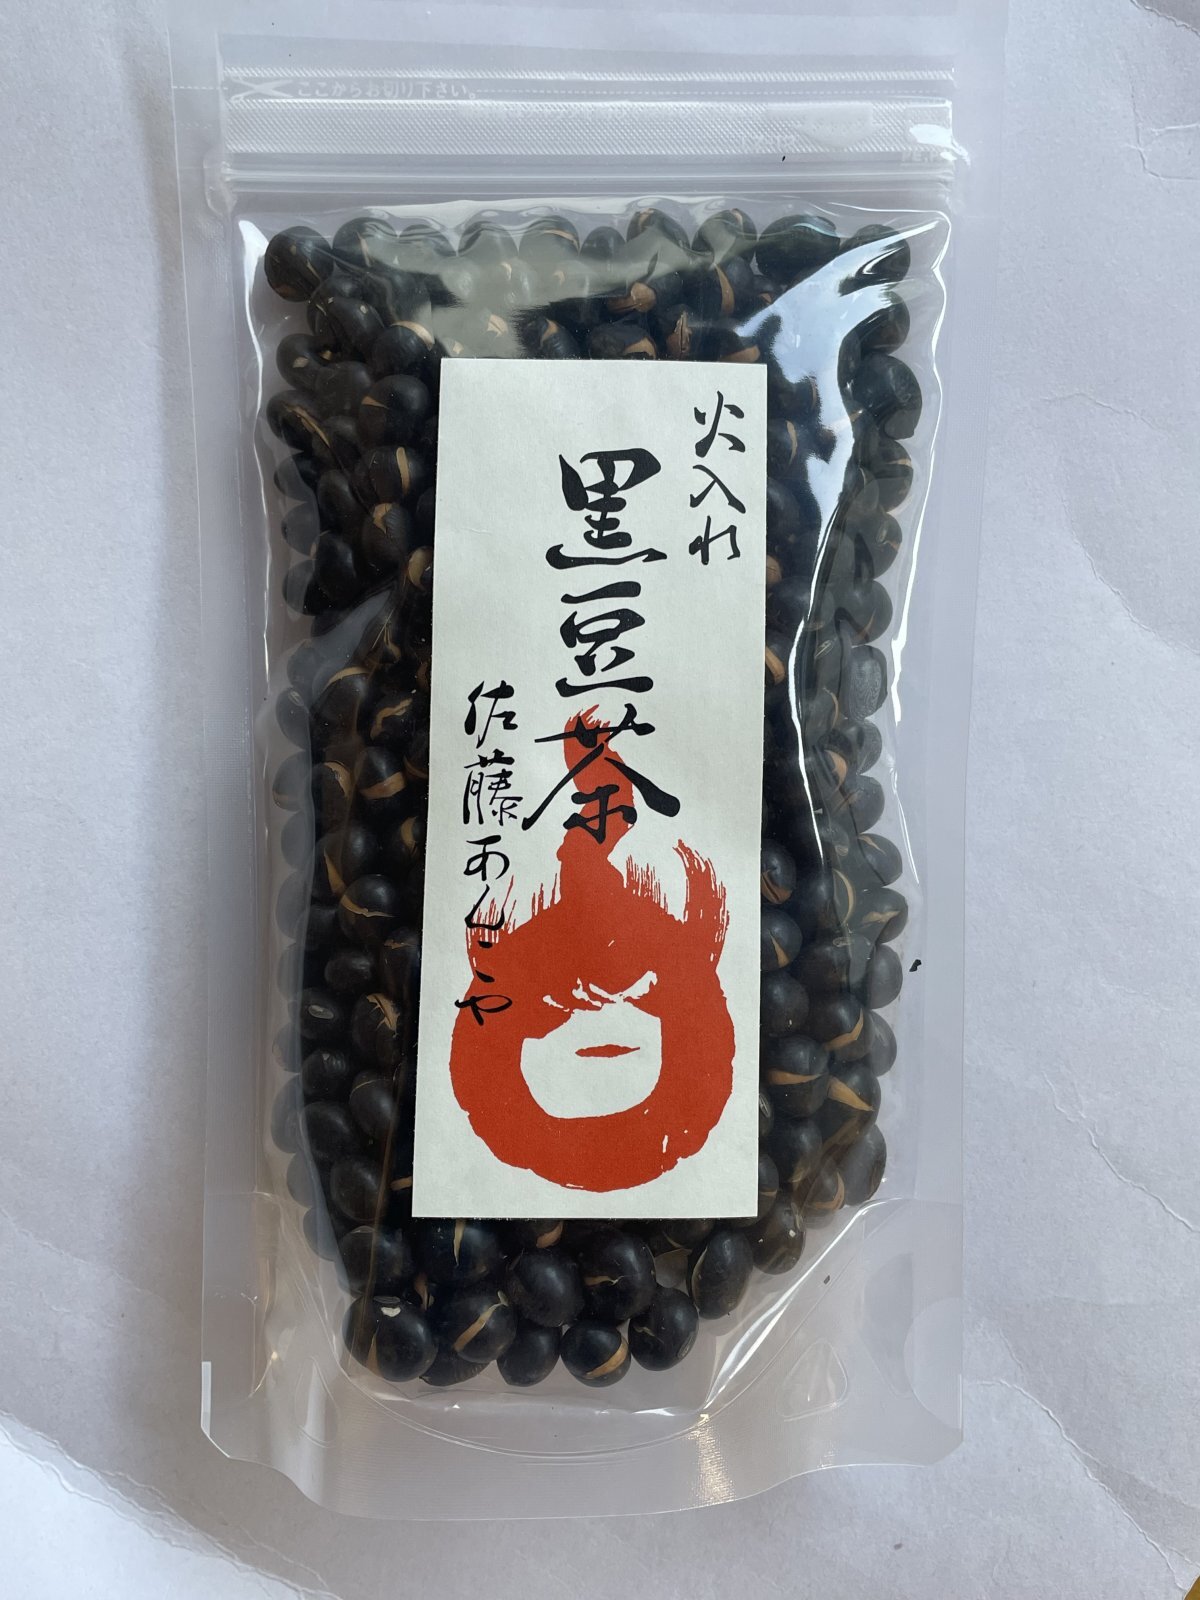 ここからお切り下さい。
火入れ
黒豆茶
佐藤あんこや